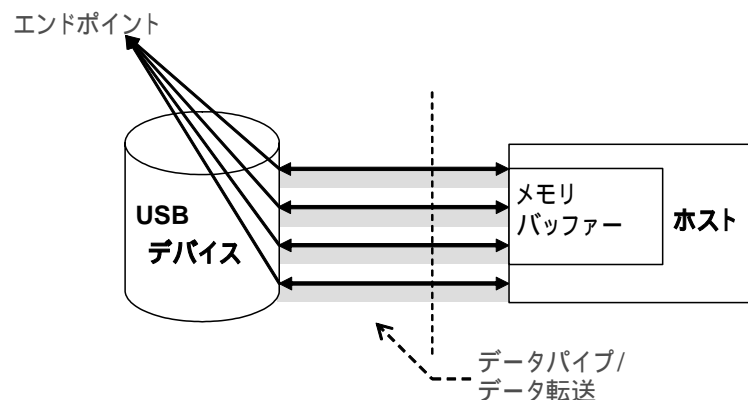 エンドポイント
USB
デバイス
メモリ
バッファー
ホスト
データパイプ/
データ転送